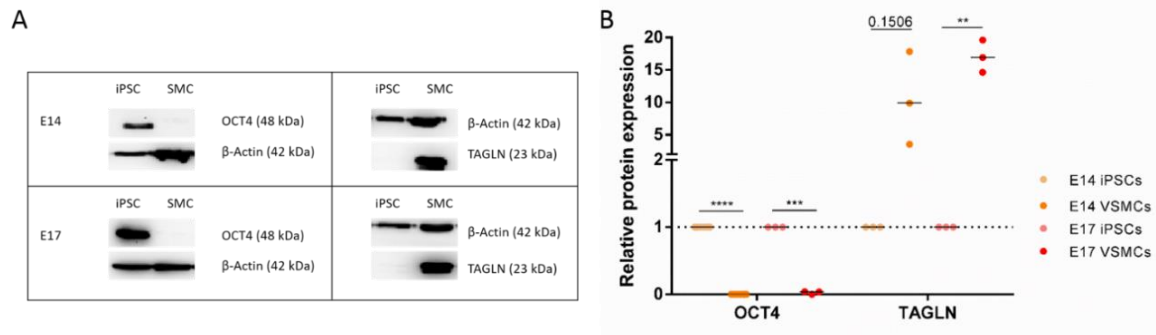 A
iPSC SMC
E14
OCT4 (48 kDa)
β-Actin (42 kDa)
iPSC SMC
β-Actin (42 kDa)
TAGLN (23 kDa)
iPSC SMC
E17
OCT4 (48 kDa)
β-Actin (42 kDa)
iPSC SMC
β-Actin (42 kDa)
TAGLN (23 kDa)
B
Relative protein expression
20
15
10
5
2
1
0
****
***
0.1506
**
OCT4
TAGLN
E14 iPSCs
E14 VSMCs
E17 iPSCs
E17 VSMCs